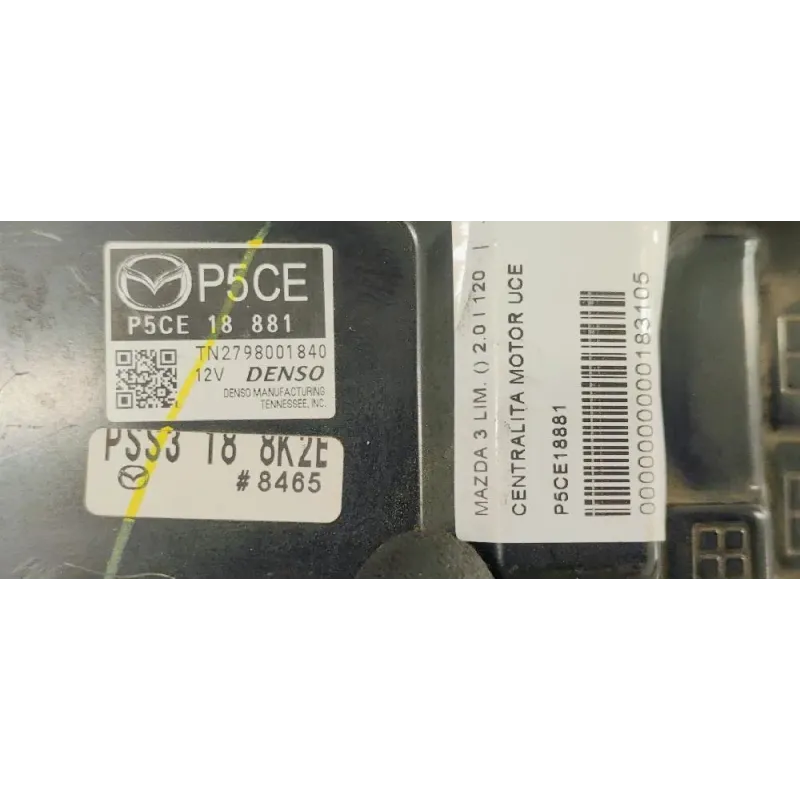 P5CE
P5CE 18 881
TN2798001840
12V DENSO
DENSO MANUFACTURING
TENNESSEE, INC.
PSS3 18 8K2E
#8465
MAZDA 3 LIM. () 2.0 I 120 |
CENTRALITA MOTOR UCE
P5CE18881
0000000000183105